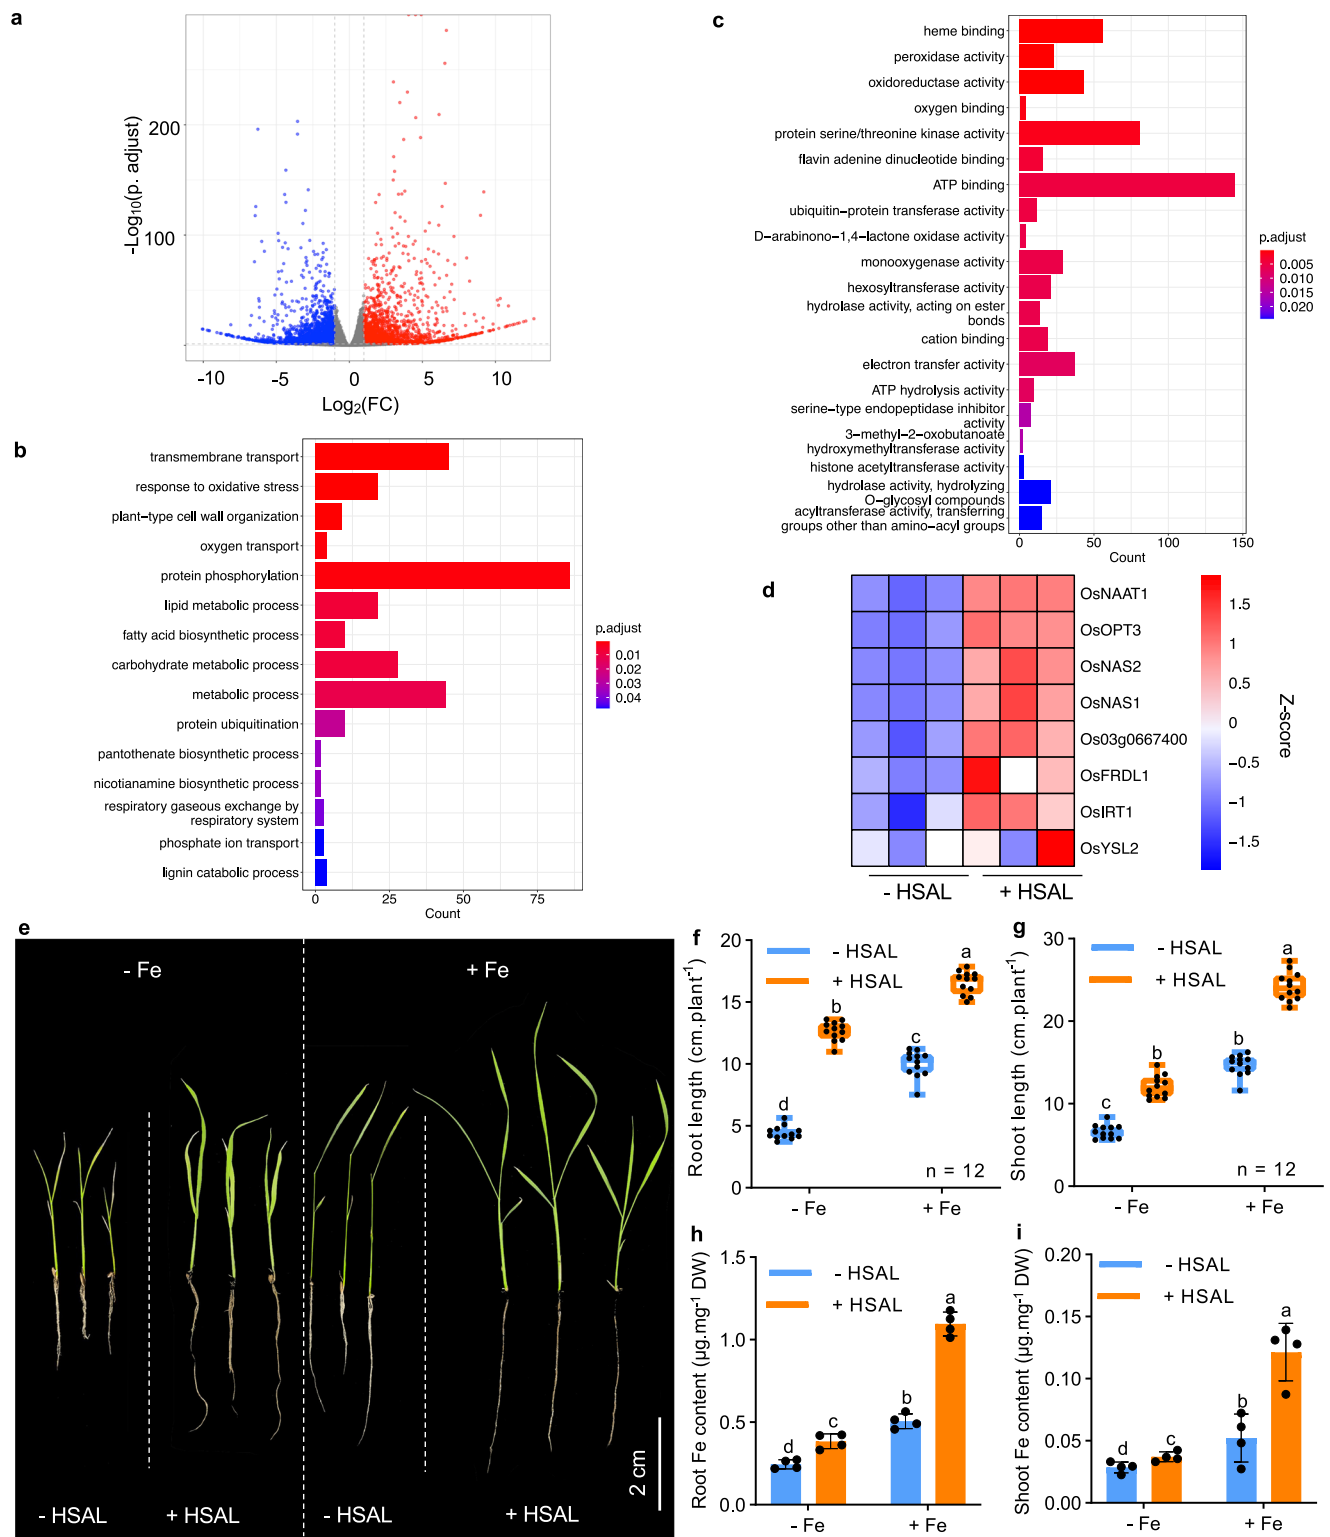 a
-Log10(p. adjust)
200
100
-10
-5
0
5
10
Log2(FC)
b
transmembrane transport
response to oxidative stress
plant−type cell wall organization
oxygen transport
protein phosphorylation
lipid metabolic process
fatty acid biosynthetic process
carbohydrate metabolic process
metabolic process
protein ubiquitination
pantothenate biosynthetic process
nicotianamine biosynthetic process
respiratory gaseous exchange by
respiratory system
phosphate ion transport
lignin catabolic process
0
25
50
75
Count
p.adjust
0.01
0.02
0.03
0.04
c
heme binding
peroxidase activity
oxidoreductase activity
oxygen binding
protein serine/threonine kinase activity
flavin adenine dinucleotide binding
ATP binding
ubiquitin−protein transferase activity
D−arabinono−1,4−lactone oxidase activity
monooxygenase activity
hexosyltransferase activity
hydrolase activity, acting on ester
bonds
cation binding
electron transfer activity
ATP hydrolysis activity
serine−type endopeptidase inhibitor
activity
3−methyl−2−oxobutanoate
hydroxymethyltransferase activity
histone acetyltransferase activity
hydrolase activity, hydrolyzing
O−glycosyl compounds
acyltransferase activity, transferring
groups other than amino−acyl groups
0
50
100
150
Count
p.adjust
0.005
0.010
0.015
0.020
d
OsNAAT1
OsOPT3
OsNAS2
OsNAS1
Os03g0667400
OsFRDL1
OsIRT1
OsYSL2
- HSAL
+ HSAL
1.5
1
0.5
0
−0.5
−1
−1.5
Z-score
e
- Fe
+ Fe
- HSAL
+ HSAL
- HSAL
+ HSAL
2 cm
f
Root length (cm.plant-1)
20
15
10
5
0
- HSAL
+ HSAL
d
b
c
a
n = 12
- Fe
+ Fe
g
Shoot length (cm.plant-1)
30
20
10
0
- HSAL
+ HSAL
c
b
b
a
n = 12
- Fe
+ Fe
h
Root Fe content (µg.mg-1 DW)
1.5
1.0
0.5
0.0
- HSAL
+ HSAL
d
c
b
a
- Fe
+ Fe
i
Shoot Fe content (µg.mg-1 DW)
0.20
0.15
0.10
0.05
0.00
- HSAL
+ HSAL
d
c
b
a
- Fe
+ Fe